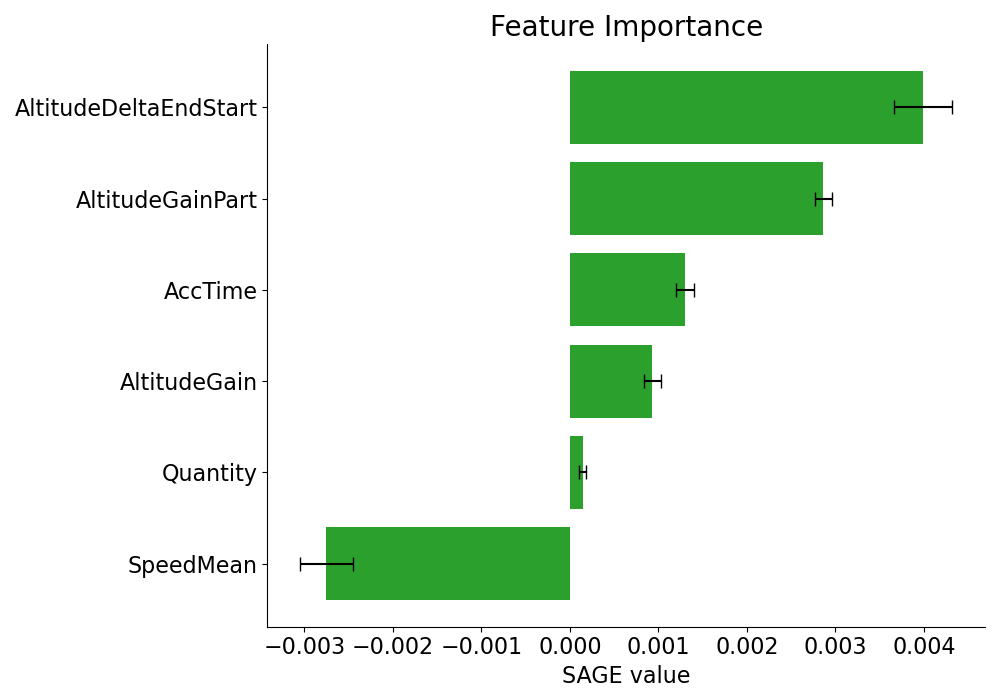 Feature Importance
AltitudeDeltaEndStart
AltitudeGainPart
AccTime
AltitudeGain
Quantity
SpeedMean
−0.003 −0.002 −0.001 0.000 0.001 0.002 0.003 0.004
SAGE value